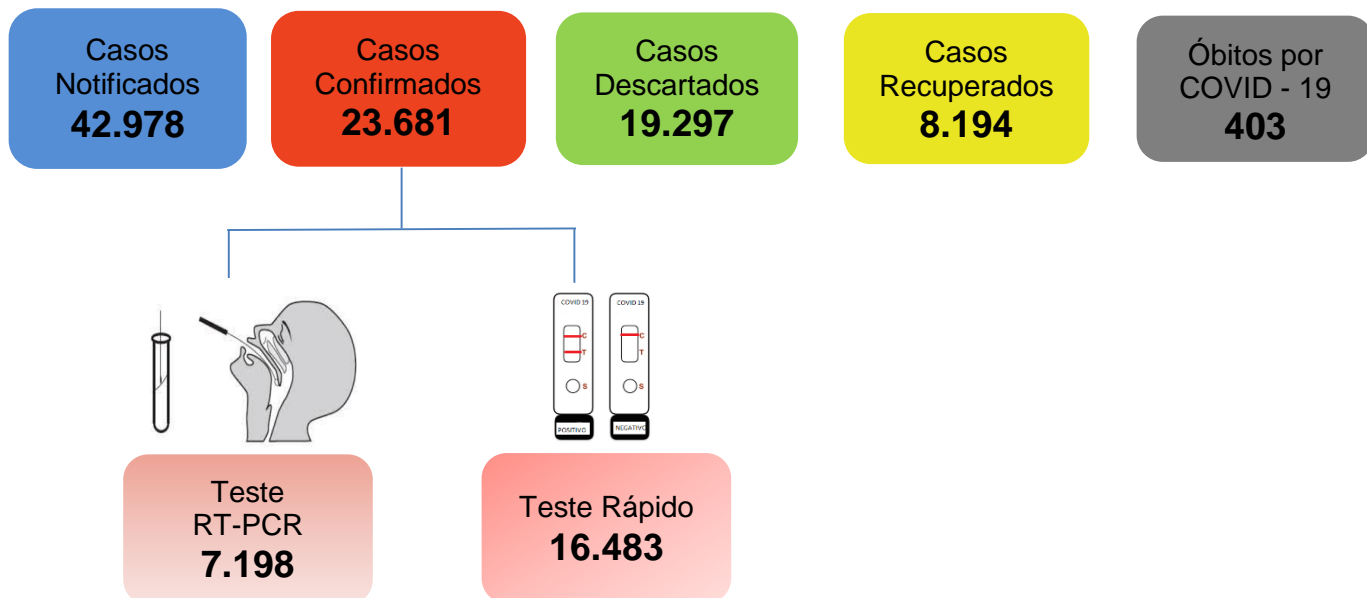 Casos
Notificados
42.978
Casos
Confirmados
23.681
Casos
Descartados
19.297
Casos
Recuperados
8.194
Óbitos por
COVID - 19
403
COVID 19
C
T
S
POSITIVO
COVID 19
C
T
S
NEGATIVO
Teste
RT-PCR
7.198
Teste Rápido
16.483